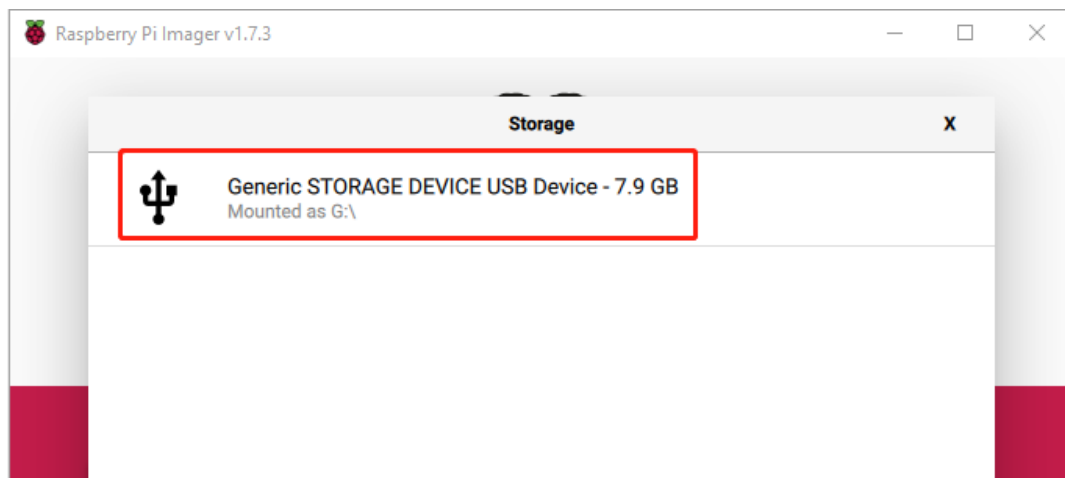 Raspberry Pi Imager v1.7.3
Storage
X
Generic STORAGE DEVICE USB Device - 7.9 GB
Mounted as G:\